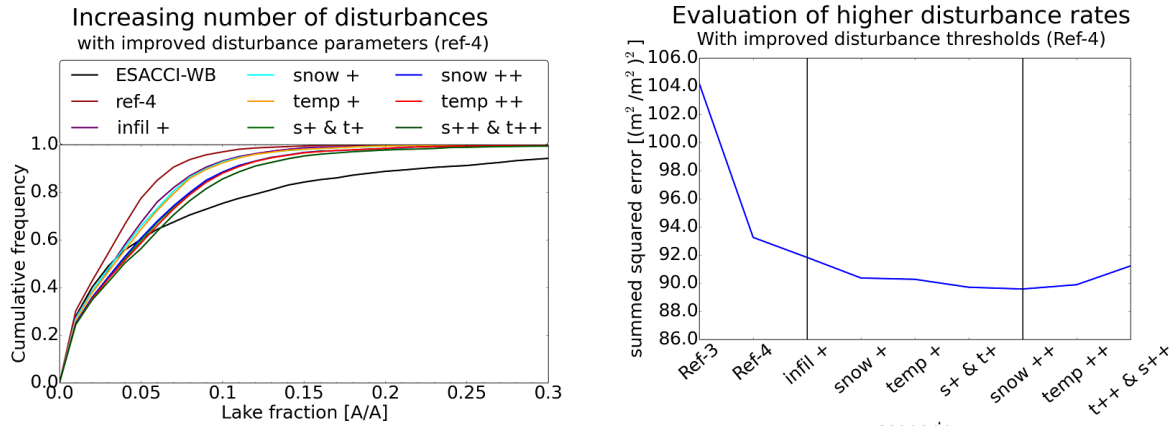 Increasing number of disturbances
with improved disturbance parameters (ref-4)
ESACCI-WB
ref-4
infil +
snow +
temp +
s+ & t+
snow ++
temp ++
s++ & t++
Cumulative frequency
1.0
0.8
0.6
0.4
0.2
0.0
0.0 0.05 0.1 0.15 0.2 0.25 0.3
Lake fraction [A/A]
Evaluation of higher disturbance rates
With improved disturbance thresholds (Ref-4)
summed squared error [(m² /m² )² ]
106.0
104.0
102.0
100.0
98.0
96.0
94.0
92.0
90.0
88.0
86.0
Ref-3
Ref-4
infil +
snow +
temp +
s+ & t+
snow ++
temp ++
t++ & s++